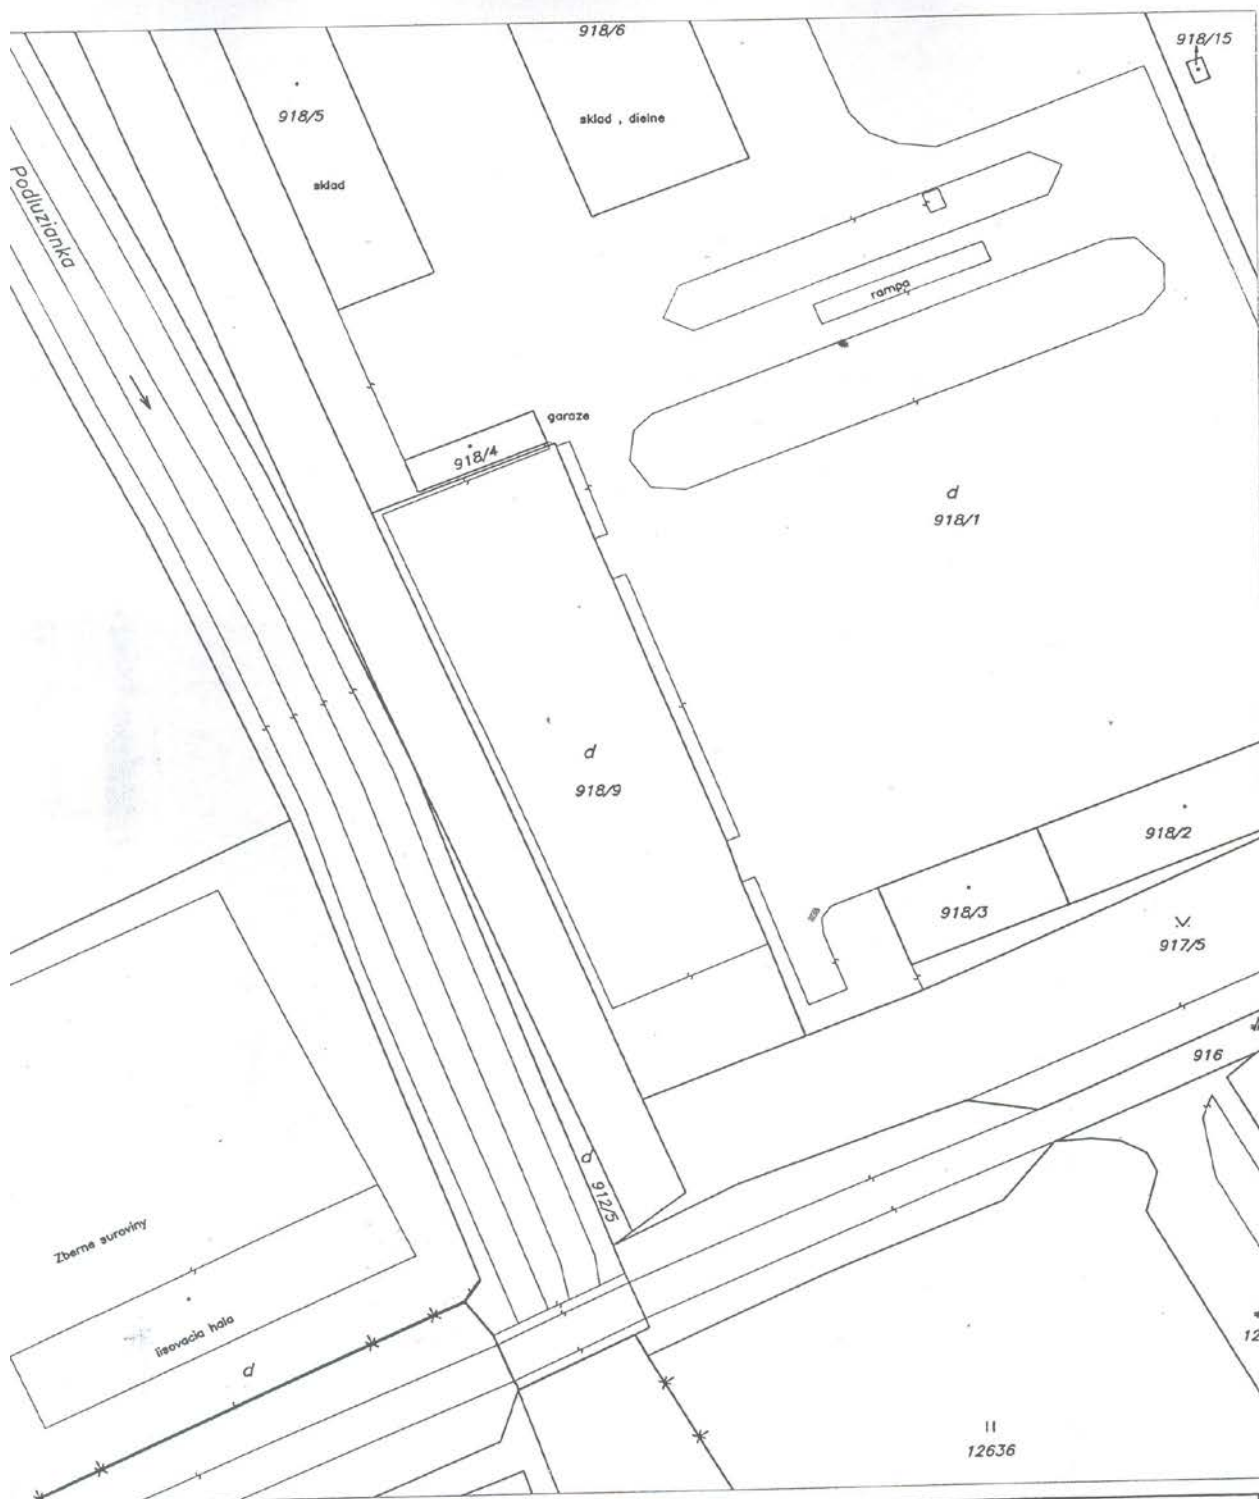 918/6
918/15
918/5
sklad , dielne
sklad
Podluzianka
rampa
garaze
918/4
d
918/1
d
918/9
918/2
918/3
917/5
916
d
912/5
Zberne suroviny
lisovacia hala
d
II
12636
12